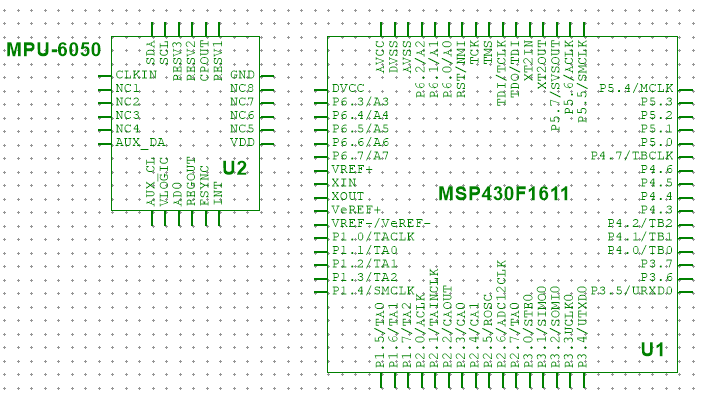 MPU-6050
SDA
SCL
RESV3
RESV2
CPOUT
RESV1
CLKIN
NC1
NC2
NC3
NC4
AUX_DA
GND
NC8
NC7
NC6
NC5
VDD
U2
AUX_CL
VLOGIC
AD0
REGOUT
FSYNC
INT
AVCC
DVSS
AVSS
P6.2/A2
P6.1/A1
P6.0/A0
RST/NMI
TCK
TMS
TDI/TCLK
TDO/TDI
XT2IN
XT2OUT
P5.7/SVSOUT
P5.6/ACLK
P5.5/SMCLK
DVCC
P6.3/A3
P6.4/A4
P6.5/A5
P6.6/A6
P6.7/A7
VREF+
XIN
XOUT
VeREF+
VREF-/VeREF-
P1.0/TACLK
P1.1/TA0
P1.2/TA1
P1.3/TA2
P1.4/SMCLK
MSP430F1611
P5.4/MCLK
P5.3
P5.2
P5.1
P5.0
P4.7/TBCLK
P4.6
P4.5
P4.4
P4.3
P4.2/TB2
P4.1/TB1
P4.0/TB0
P3.7
P3.6
P3.5/URXD0
P1.5/TA0
P1.6/TA1
P1.7/TA2
P2.0/ACLK
P2.1/TAINCLK
P2.2/CAOUT
P2.3/CA0
P2.4/CA1
P2.5/ROSC
P2.6/ADC12CLK
P2.7/TA0
P3.0/STE0
P3.1/SIMO0
P3.2/SOMI0
P3.3UCLK0
P3.4/UTXD0
U1